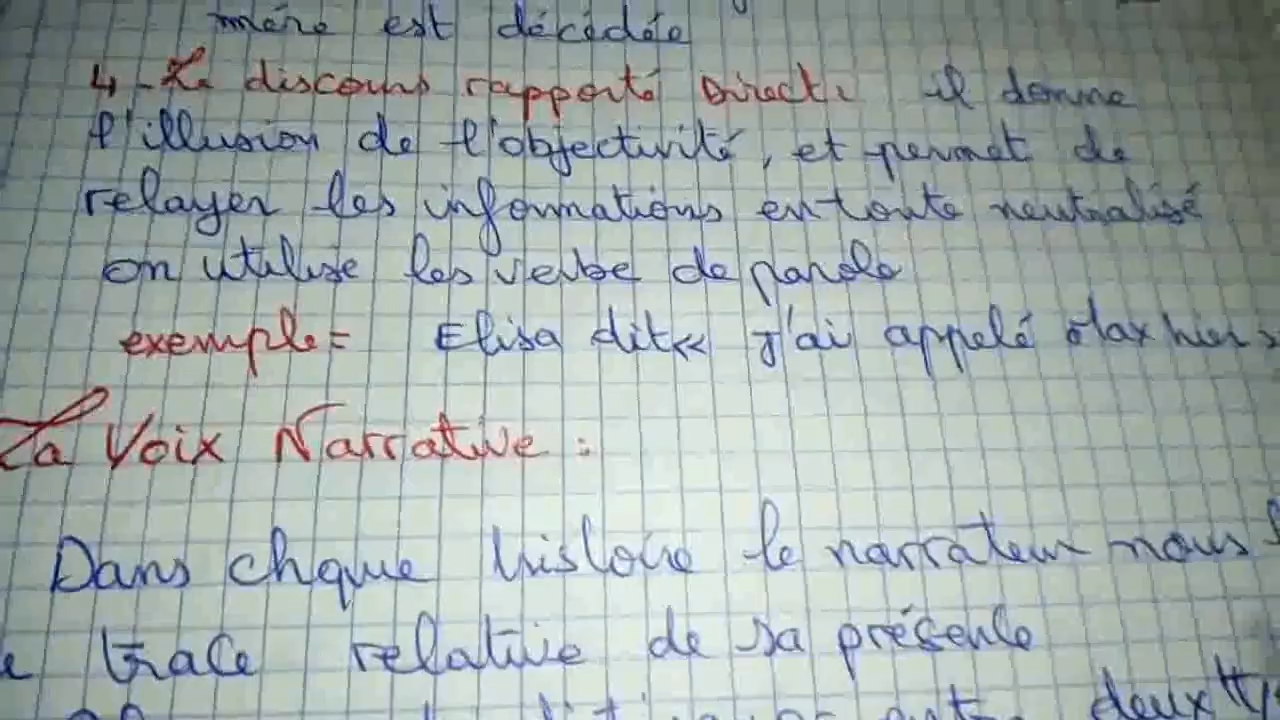 mère est décédée
4-Le discours rapporté Direct: il donne
l'illusion de l'objectivité, et permet de
relayer les informations en toute neutralisé
on utilise les verbe de parole
exemple= Elisa dit« J'ai appelé Max hier»
La Voix Narrative:
Dans chque histoire le narrateur nous
trace relative de sa présence
deux